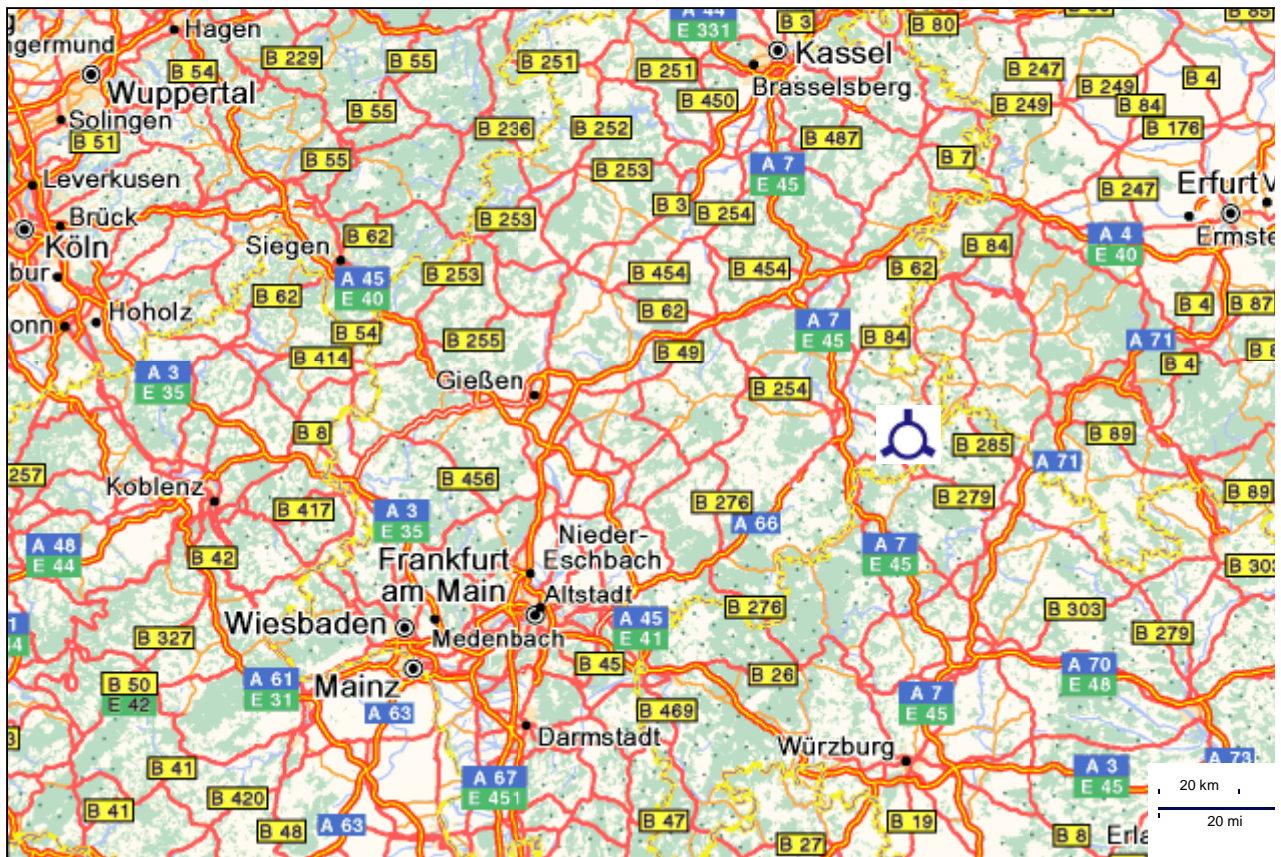 Hagen
ngermund
B 54
B 229
B 55
B 251
A 44
E 331
B 3
B 80
Kassel
Brasselsberg
B 251
B 247
B 4
Wuppertal
B 249
B 249
B 84
B 450
B 55
Solingen
B 51
B 236
B 252
B 487
B 176
B 55
B 7
Leverkusen
B 253
A 7
E 45
B 247
Erfurt
Brück
B 3
B 254
B 253
Ermste
Köln
Siegen
B 62
A 4
E 40
B 84
bur
A 45
E 40
B 253
B 454
B 454
B 62
B 62
Hoholz
B 62
B 4
B 87
onn
B 54
A 7
E 45
B 84
B 255
A 71
B 414
B 49
B 4
A 3
E 35
Gießen
B 254
B 8
B 285
B 89
A 71
257
B 456
Koblenz
B 417
B 276
B 279
B 89
A 3
E 35
A 66
A 48
E 44
B 42
Nieder-
Eschbach
A 7
E 45
Frankfurt
am Main
B 303
Altstadt
Wiesbaden
Medenbach
A 45
E 41
B 276
B 303
B 279
B 327
B 45
B 26
A 70
E 48
A 61
E 31
Mainz
B 50
E 42
A 63
B 469
A 7
E 45
Darmstadt
Würzburg
A 73
B 41
A 67
E 451
A 3
E 45
20 km
20 mi
B 41
B 420
A 63
B 48
B 47
B 27
B 19
B 8
Erla